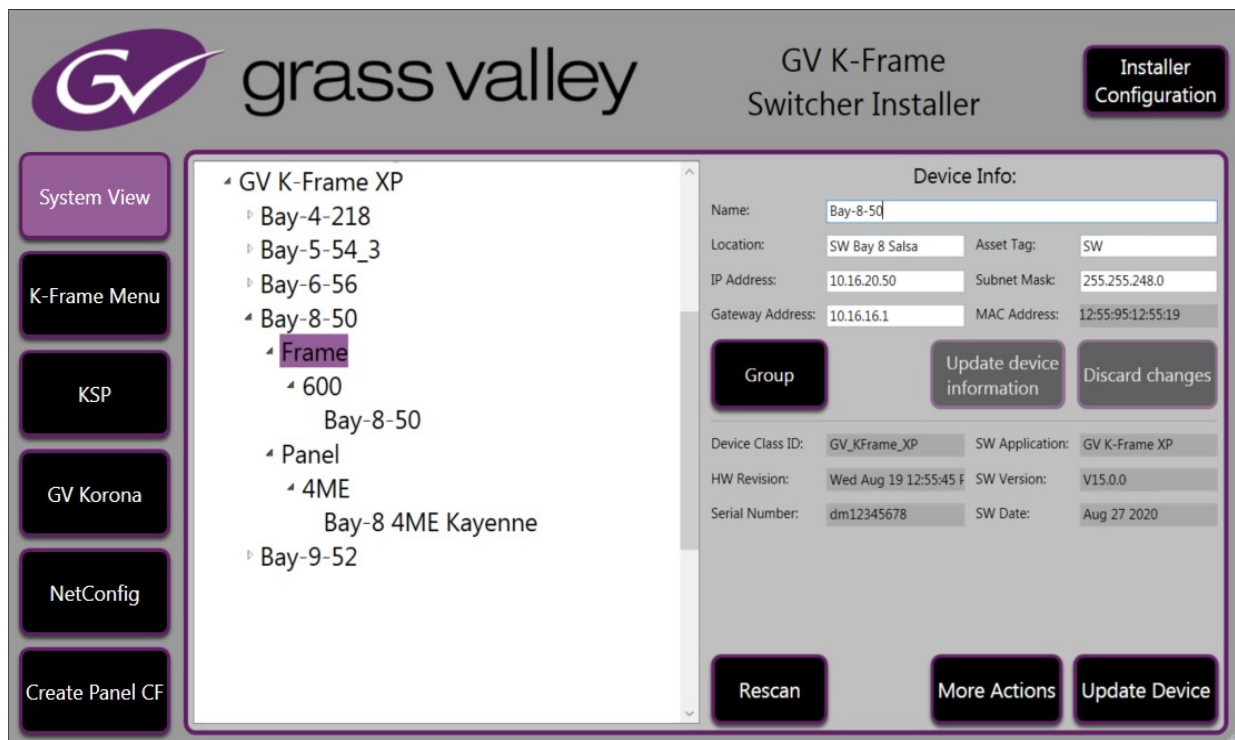 GV
grass valley
GV K-Frame
Switcher Installer
Installer
Configuration
System View
K-Frame Menu
KSP
GV Korona
NetConfig
Create Panel CF
GV K-Frame XP
Bay-4-218
Bay-5-54_3
Bay-6-56
Bay-8-50
Frame
600
Bay-8-50
Panel
4ME
Bay-8 4ME Kayenne
Bay-9-52
Device Info:
Name: Bay-8-50
Location: SW Bay 8 Salsa Asset Tag: SW
IP Address: 10.16.20.50 Subnet Mask: 255.255.248.0
Gateway Address: 10.16.16.1 MAC Address: 12:55:95:12:55:19
Group
Update device
information
Discard changes
Device Class ID: GV_KFrame_XP SW Application: GV K-Frame XP
HW Revision: Wed Aug 19 12:55:45 SW Version: V15.0.0
Serial Number: dm12345678 SW Date: Aug 27 2020
Rescan
More Actions
Update Device